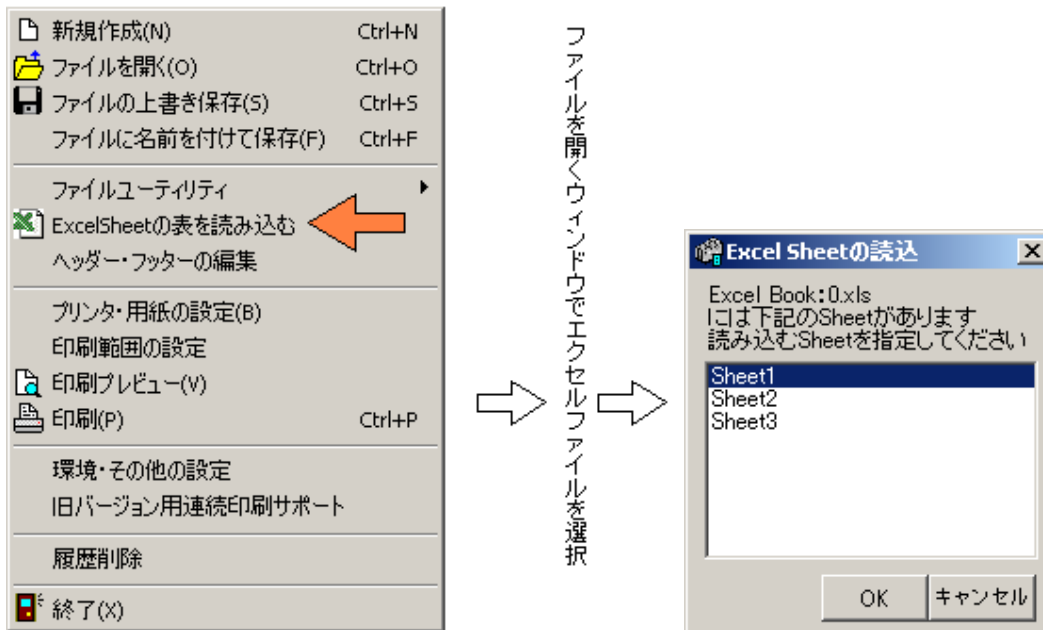 新規作成(N) Ctrl+N
ファイルを開く(O) Ctrl+O
ファイルの上書き保存(S) Ctrl+S
ファイルに名前を付けて保存(F) Ctrl+F
ファイルユーティリティ
ExcelSheetの表を読み込む
ヘッダー・フッターの編集
プリンタ・用紙の設定(B)
印刷範囲の設定
印刷プレビュー(V)
印刷(P) Ctrl+P
環境・その他の設定
旧バージョン用連続印刷サポート
履歴削除
終了(X)
ファイルを開くウィンドウでエクセルファイルを選択
Excel Sheetの読込
Excel Book:0.xls
には下記のSheetがあります
読み込むSheetを指定してください
Sheet1
Sheet2
Sheet3
OK キャンセル